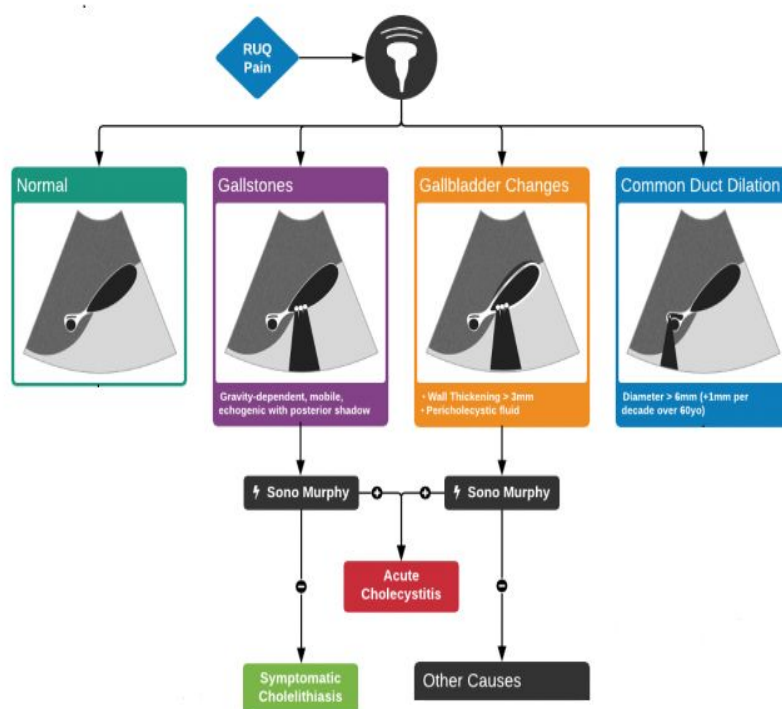 RUQ
Pain
Normal
Gallstones
Gallbladder Changes
Common Duct Dilation
Gravity-dependent, mobile,
echogenic with posterior shadow
• Wall Thickening > 3mm
• Pericholecystic fluid
Diameter > 6mm (+1mm per
decade over 60yo)
Sono Murphy
Sono Murphy
Acute
Cholecystitis
Symptomatic
Cholelithiasis
Other Causes